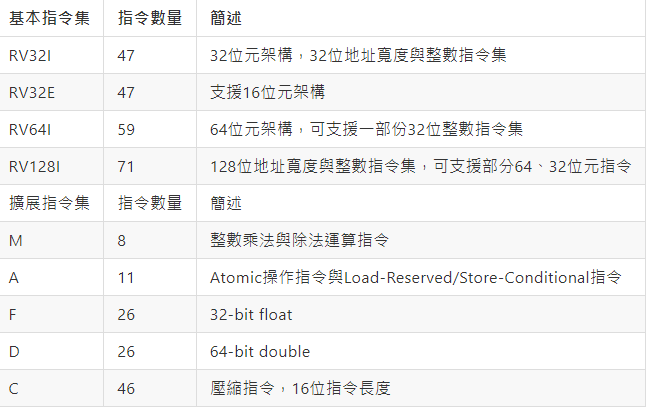 基本指令集 指令數量 簡述
RV32I 47 32位元架構，32位地址寬度與整數指令集
RV32E 47 支援16位元架構
RV64I 59 64位元架構，可支援一部份32位整數指令集
RV128I 71 128位地址寬度與整數指令集，可支援部分64、32位元指令
擴展指令集 指令數量 簡述
M 8 整數乘法與除法運算指令
A 11 Atomic操作指令與Load-Reserved/Store-Conditional指令
F 26 32-bit float
D 26 64-bit double
C 46 壓縮指令，16位指令長度